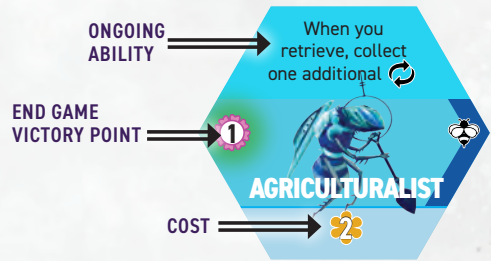 ONGOING
ABILITY
When you
retrieve, collect
one additional
END GAME
VICTORY POINT
1
AGRICULTURALIST
COST
2